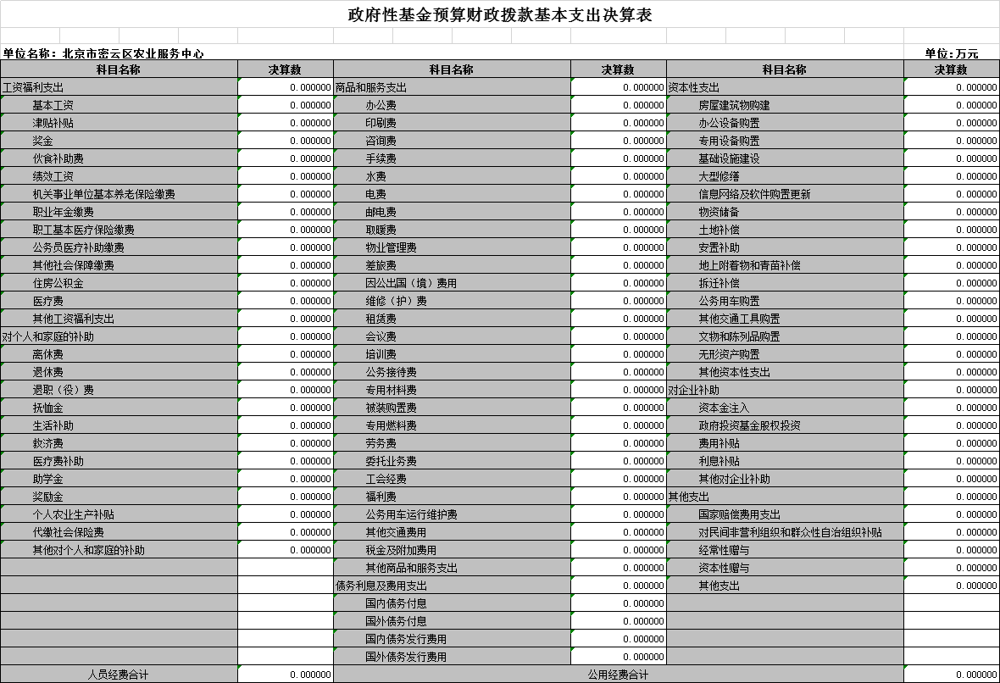 政府性基金预算财政拨款基本支出决算表
单位名称：北京市密云区农业服务中心 单位:万元
科目名称 决算数 科目名称 决算数 科目名称 决算数
工资福利支出 0.000000 商品和服务支出 0.000000 资本性支出 0.000000
基本工资 0.000000 办公费 0.000000 房屋建筑物购建 0.000000
津贴补贴 0.000000 印刷费 0.000000 办公设备购置 0.000000
奖金 0.000000 咨询费 0.000000 专用设备购置 0.000000
伙食补助费 0.000000 手续费 0.000000 基础设施建设 0.000000
绩效工资 0.000000 水费 0.000000 大型修缮 0.000000
机关事业单位基本养老保险缴费 0.000000 电费 0.000000 信息网络及软件购置更新 0.000000
职业年金缴费 0.000000 邮电费 0.000000 物资储备 0.000000
职工基本医疗保险缴费 0.000000 取暖费 0.000000 土地补偿 0.000000
公务员医疗补助缴费 0.000000 物业管理费 0.000000 安置补助 0.000000
其他社会保障缴费 0.000000 差旅费 0.000000 地上附着物和青苗补偿 0.000000
住房公积金 0.000000 因公出国（境）费用 0.000000 拆迁补偿 0.000000
医疗费 0.000000 维修（护）费 0.000000 公务用车购置 0.000000
其他工资福利支出 0.000000 租赁费 0.000000 其他交通工具购置 0.000000
对个人和家庭的补助 0.000000 会议费 0.000000 文物和陈列品购置 0.000000
离休费 0.000000 培训费 0.000000 无形资产购置 0.000000
退休费 0.000000 公务接待费 0.000000 其他资本性支出 0.000000
退职（役）费 0.000000 专用材料费 0.000000 对企业补助 0.000000
抚恤金 0.000000 被装购置费 0.000000 资本金注入 0.000000
生活补助 0.000000 专用燃料费 0.000000 政府投资基金股权投资 0.000000
救济费 0.000000 劳务费 0.000000 费用补贴 0.000000
医疗费补助 0.000000 委托业务费 0.000000 利息补贴 0.000000
助学金 0.000000 工会经费 0.000000 其他对企业补助 0.000000
奖励金 0.000000 福利费 0.000000 其他支出 0.000000
个人农业生产补贴 0.000000 公务用车运行维护费 0.000000 国家赔偿费用支出 0.000000
代缴社会保险费 0.000000 其他交通费用 0.000000 对民间非营利组织和群众性自治组织补贴 0.000000
其他对个人和家庭的补助 0.000000 税金及附加费用 0.000000 经常性赠与 0.000000
其他商品和服务支出 0.000000 资本性赠与 0.000000
债务利息及费用支出 0.000000 其他支出 0.000000
国内债务付息 0.000000
国外债务付息 0.000000
国内债务发行费用 0.000000
国外债务发行费用 0.000000
人员经费合计 0.000000 公用经费合计 0.000000